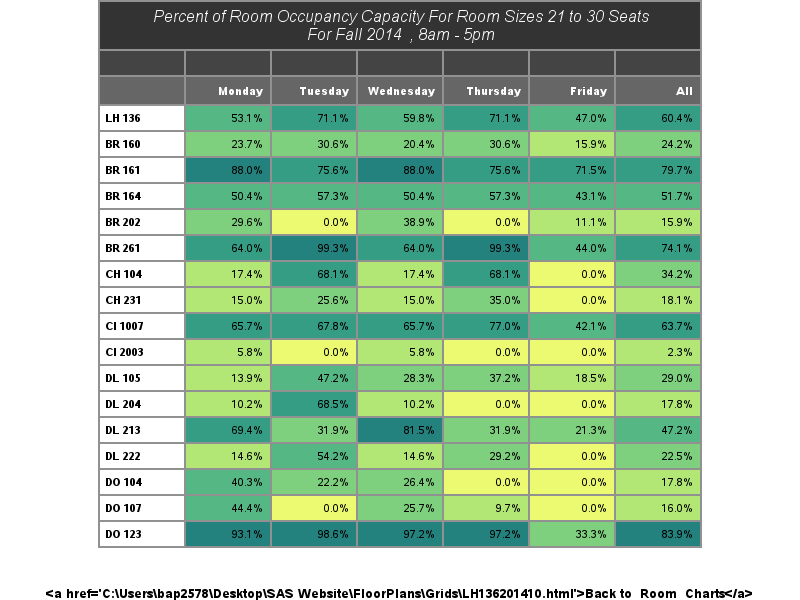 Percent of Room Occupancy Capacity For Room Sizes 21 to 30 Seats
For Fall 2014 , 8am - 5pm
Monday Tuesday Wednesday Thursday Friday All
LH 136 53.1% 71.1% 59.8% 71.1% 47.0% 60.4%
BR 160 23.7% 30.6% 20.4% 30.6% 15.9% 24.2%
BR 161 88.0% 75.6% 88.0% 75.6% 71.5% 79.7%
BR 164 50.4% 57.3% 50.4% 57.3% 43.1% 51.7%
BR 202 29.6% 0.0% 38.9% 0.0% 11.1% 15.9%
BR 261 64.0% 99.3% 64.0% 99.3% 44.0% 74.1%
CH 104 17.4% 68.1% 17.4% 68.1% 0.0% 34.2%
CH 231 15.0% 25.6% 15.0% 35.0% 0.0% 18.1%
CI 1007 65.7% 67.8% 65.7% 77.0% 42.1% 63.7%
CI 2003 5.8% 0.0% 5.8% 0.0% 0.0% 2.3%
DL 105 13.9% 47.2% 28.3% 37.2% 18.5% 29.0%
DL 204 10.2% 68.5% 10.2% 0.0% 0.0% 17.8%
DL 213 69.4% 31.9% 81.5% 31.9% 21.3% 47.2%
DL 222 14.6% 54.2% 14.6% 29.2% 0.0% 22.5%
DO 104 40.3% 22.2% 26.4% 0.0% 0.0% 17.8%
DO 107 44.4% 0.0% 25.7% 9.7% 0.0% 16.0%
DO 123 93.1% 98.6% 97.2% 97.2% 33.3% 83.9%
&lt;a href='C:\Users\bap2578\Desktop\SAS Website\FloorPlans\Grids\LH136201410.html'&gt;Back to Room Charts&lt;/a&gt;